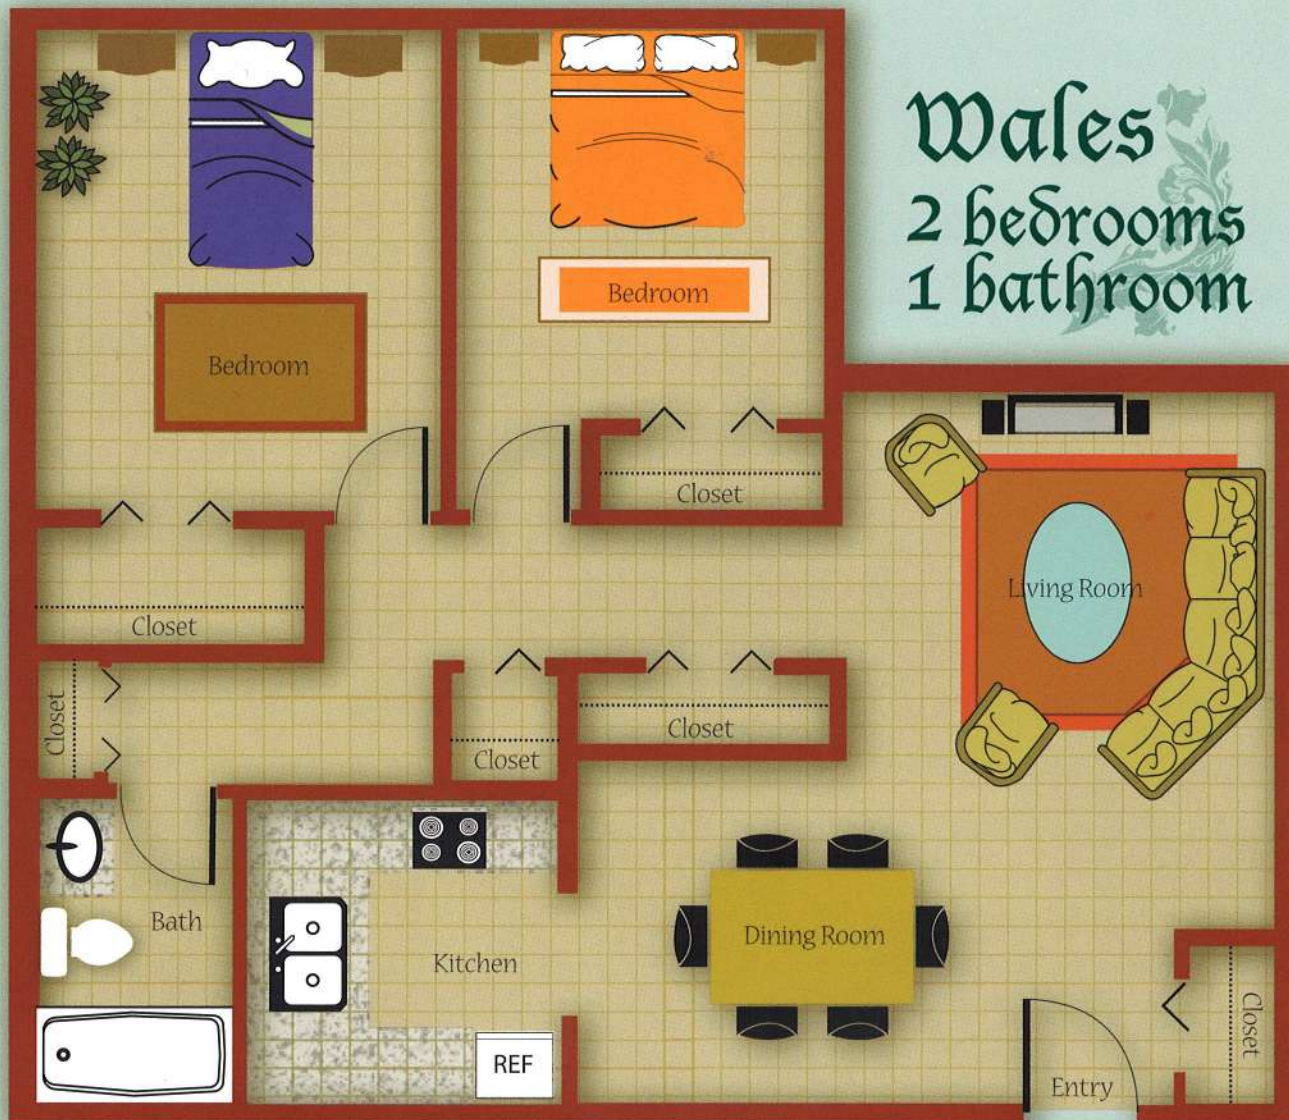 Wales
2 bedrooms
1 bathroom
Bedroom
Bedroom
Closet
Living Room
Closet
Closet
Closet
Closet
Bath
Kitchen
Dining Room
REF
Closet
Entry